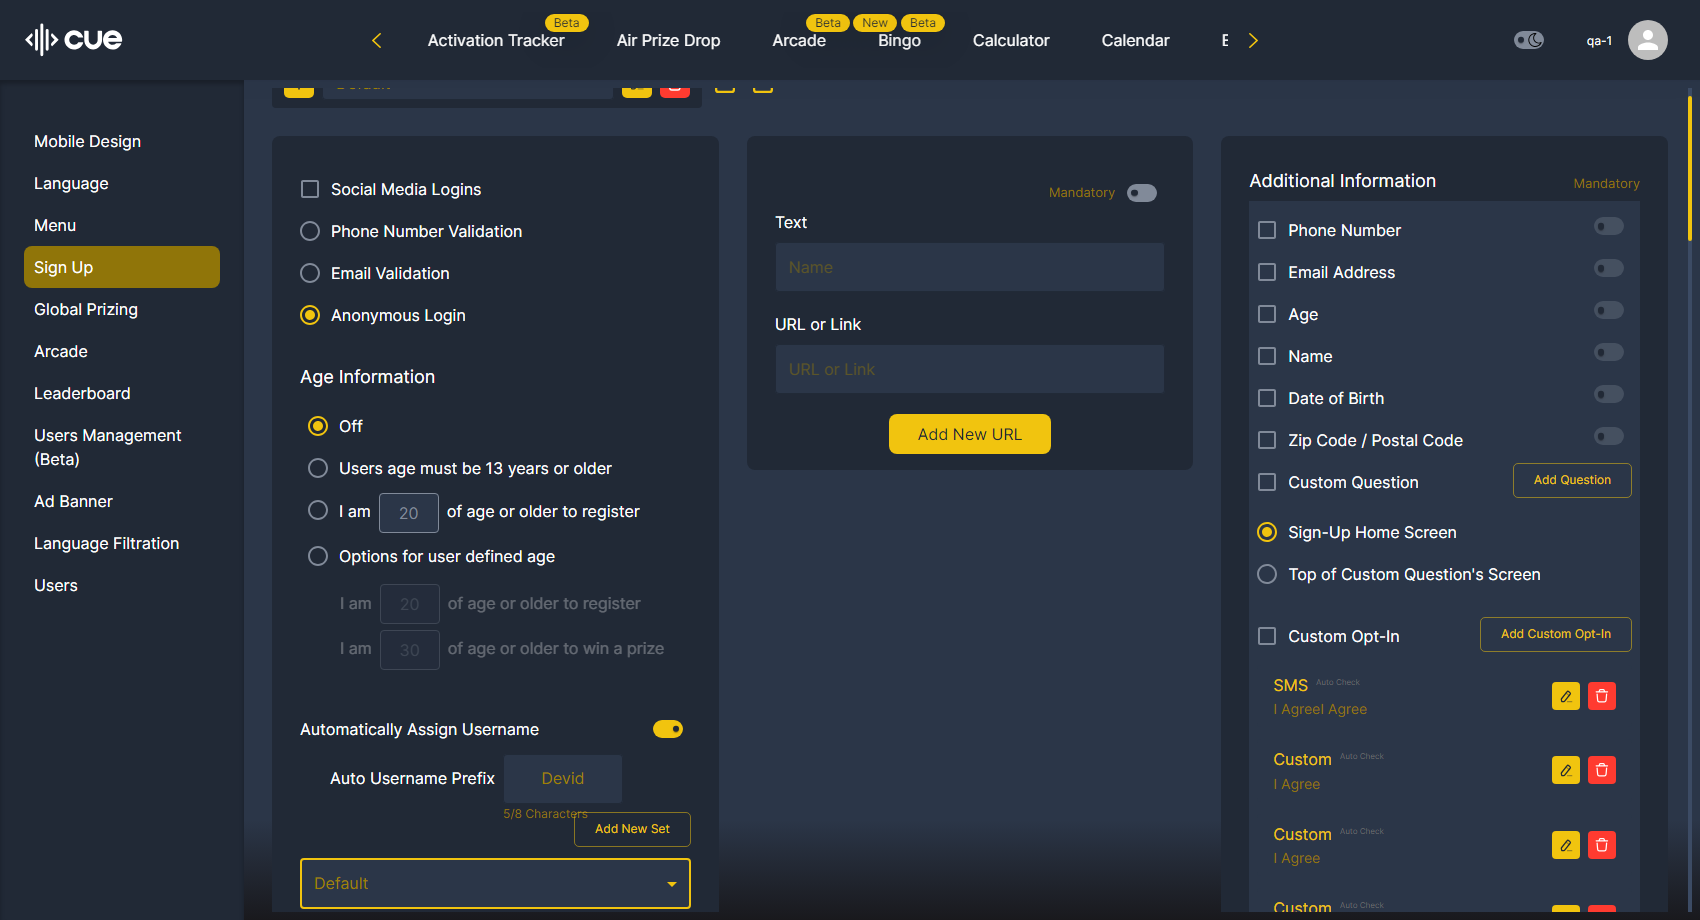 cue
Activation Tracker
Beta
Air Prize Drop
Arcade
Beta
Bingo
New
Beta
Calculator
Calendar
qa-1
Mobile Design
Language
Menu
Sign Up
Global Prizing
Arcade
Leaderboard
Users Management
(Beta)
Ad Banner
Language Filtration
Users
Social Media Logins
Phone Number Validation
Email Validation
Anonymous Login
Age Information
Off
Users age must be 13 years or older
I am 20 of age or older to register
Options for user defined age
I am 20 of age or older to register
I am 30 of age or older to win a prize
Automatically Assign Username
Auto Username Prefix Devid
5/8 Characters
Add New Set
Default
Mandatory
Text
Name
URL or Link
URL or Link
Add New URL
Additional Information Mandatory
Phone Number
Email Address
Age
Name
Date of Birth
Zip Code / Postal Code
Custom Question Add Question
Sign-Up Home Screen
Top of Custom Question's Screen
Custom Opt-In Add Custom Opt-In
SMS Auto Check
I AgreeI Agree
Custom Auto Check
I Agree
Custom Auto Check
I Agree
Custom Auto Check